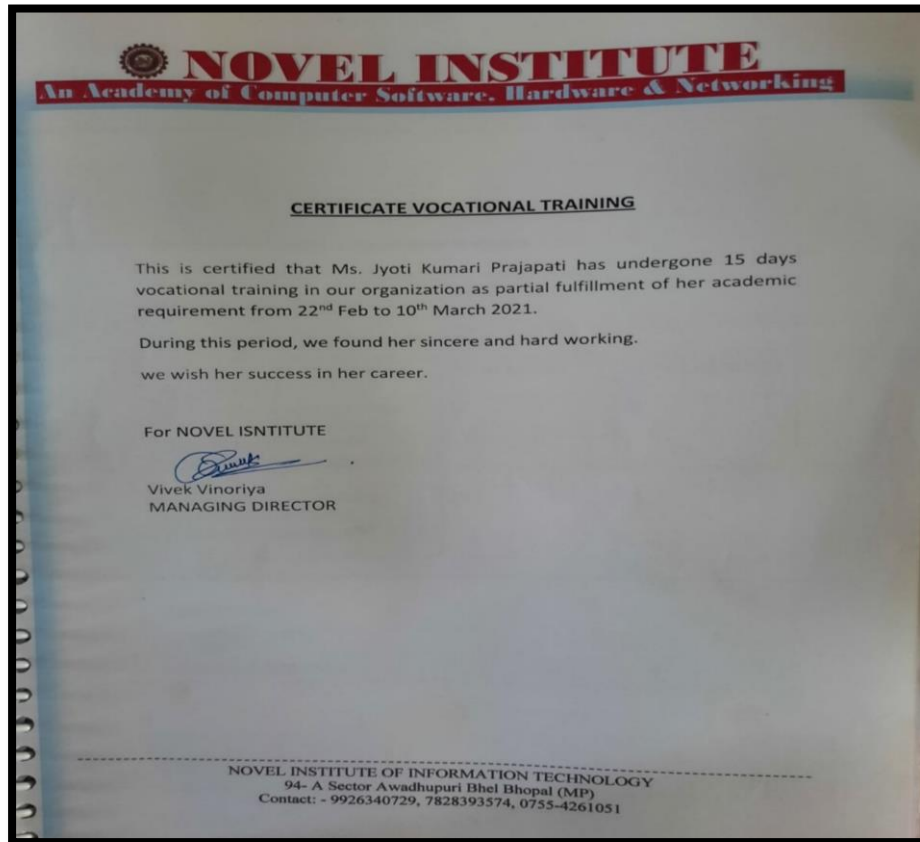 NOVEL INSTITUTE
An Academy of Computer Software, Hardware & Networking
CERTIFICATE VOCATIONAL TRAINING
This is certified that Ms. Jyoti Kumari Prajapati has undergone 15 days
vocational training in our organization as partial fulfillment of her academic
requirement from 22nd Feb to 10th March 2021.
During this period, we found her sincere and hard working.
we wish her success in her career.
For NOVEL ISNTITUTE
Vivek Vinoriya
MANAGING DIRECTOR
NOVEL INSTITUTE OF INFORMATION TECHNOLOGY
94- A Sector Awadhupuri Bhel Bhopal (MP)
Contact: - 9926340729, 7828393574, 0755-4261051